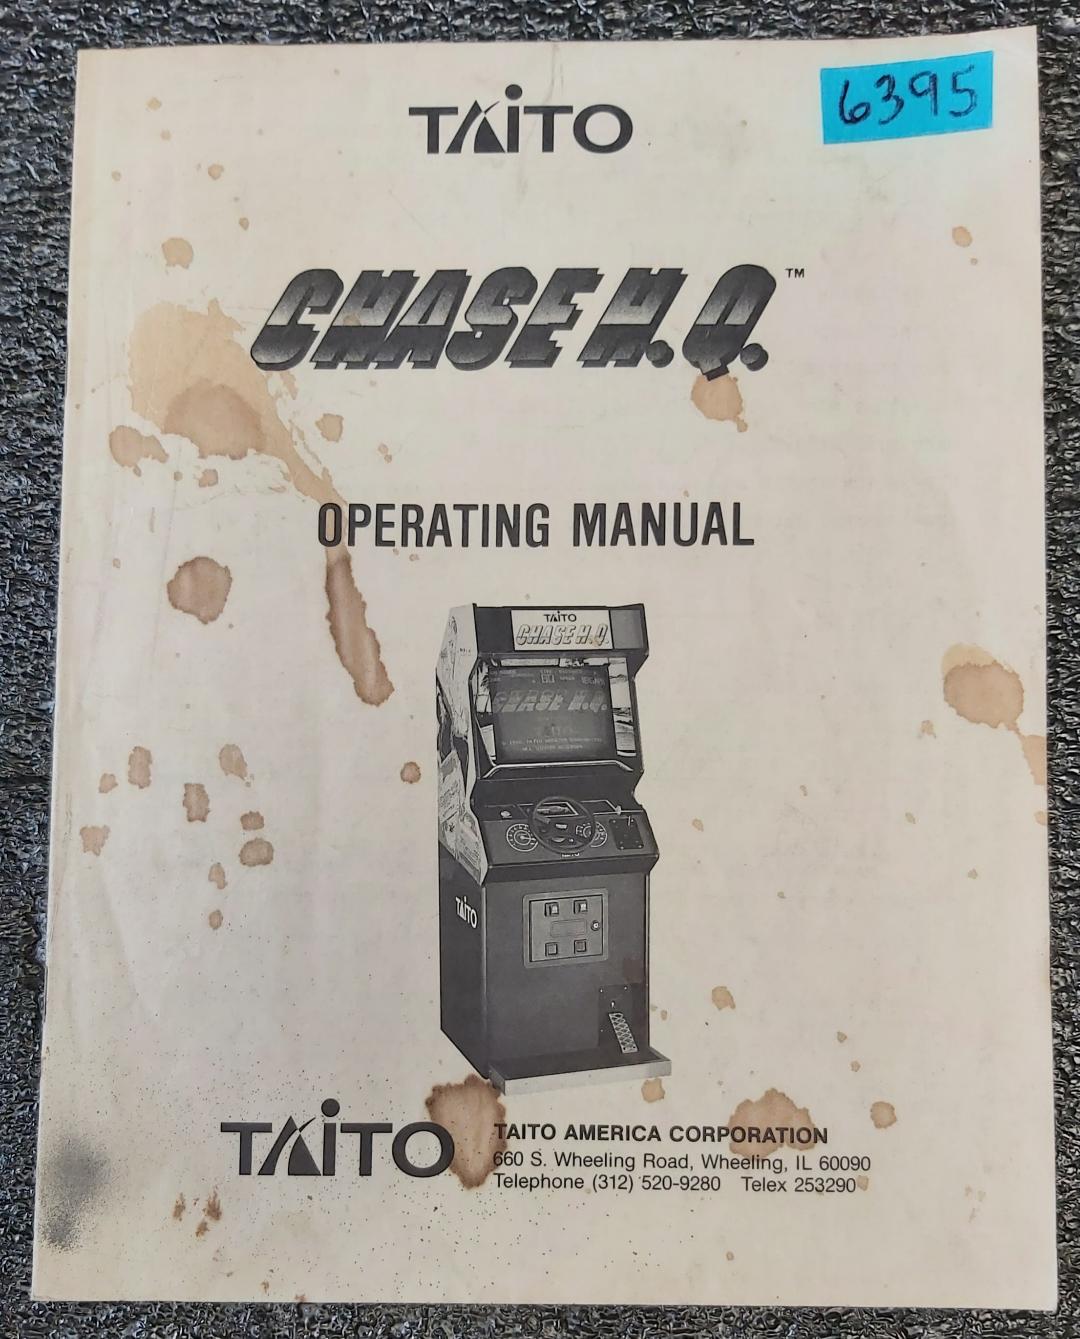 TAITO
6395
CHASE H.Q.™
OPERATING MANUAL
TAITO
CHASE H.Q.
CHASE H.Q.
TAITO
TAITO
TAITO
TAITO AMERICA CORPORATION
660 S. Wheeling Road, Wheeling, IL 60090
Telephone (312) 520-9280 Telex 253290